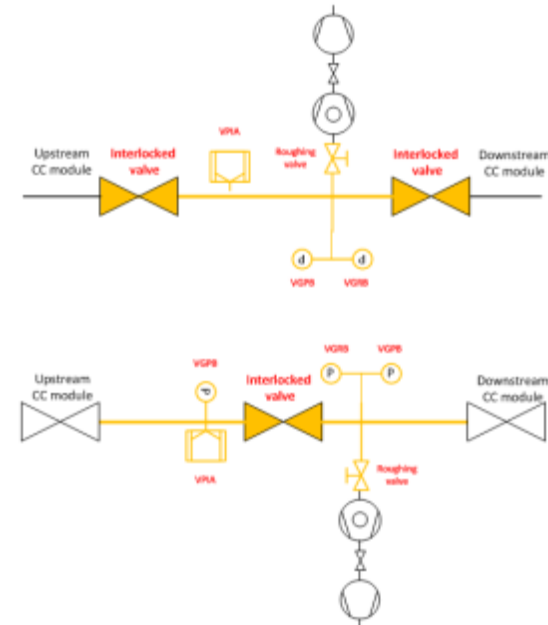 VPIA
Roughing
valve
Upstream
CC module
Interlocked
valve
Interlocked
valve
Downstream
CC module
d
d
VGPB
VGRB
VGRB
VGPB
VGPB
Interlocked
valve
P
P
P
Upstream
CC module
Downstream
CC module
Roughing
valve
VPIA